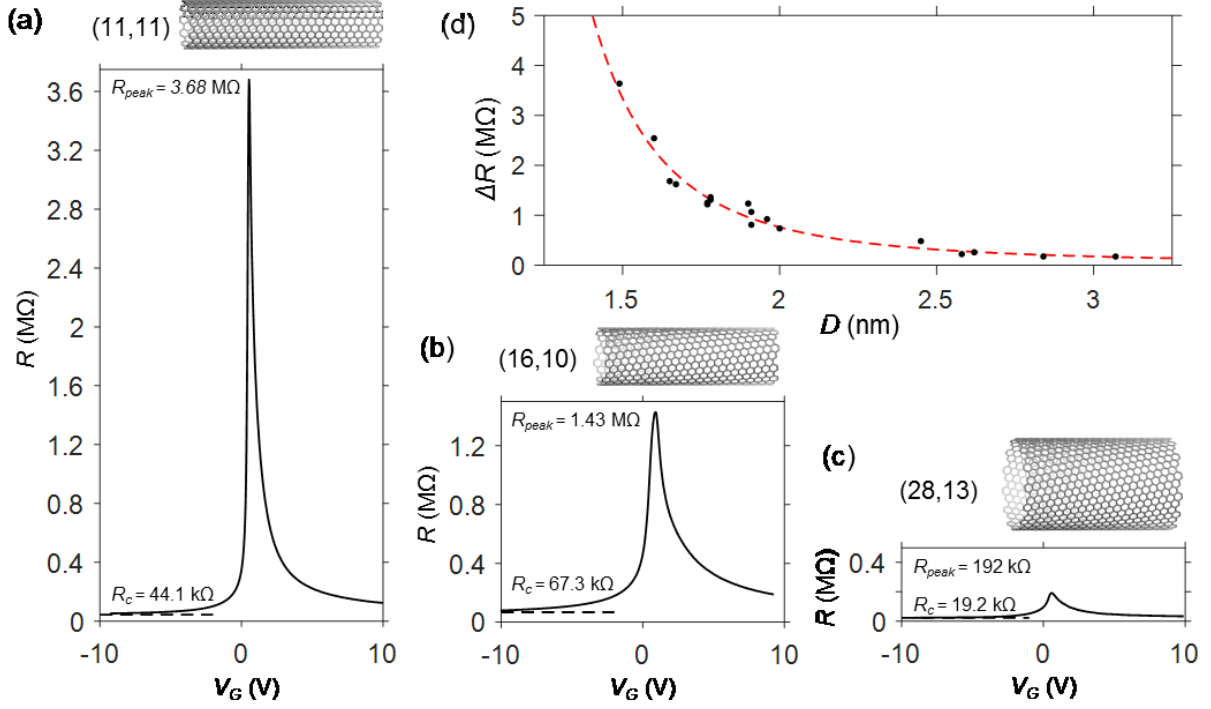 (a)
(11,11)
R_peak = 3.68 MΩ
3.6
3.2
2.8
2.4
2
1.6
1.2
0.8
0.4
0
R (MΩ)
R_c = 44.1 kΩ
-10
0
10
V_G (V)
(d)
5
4
3
2
1
0
ΔR (MΩ)
1.5
2
2.5
3
D (nm)
(b)
(16,10)
R_peak = 1.43 MΩ
1.2
0.8
0.4
0
R (MΩ)
R_c = 67.3 kΩ
-10
0
10
V_G (V)
(c)
(28,13)
0.4
0
R (MΩ)
R_peak = 192 kΩ
R_c = 19.2 kΩ
-10
0
10
V_G (V)